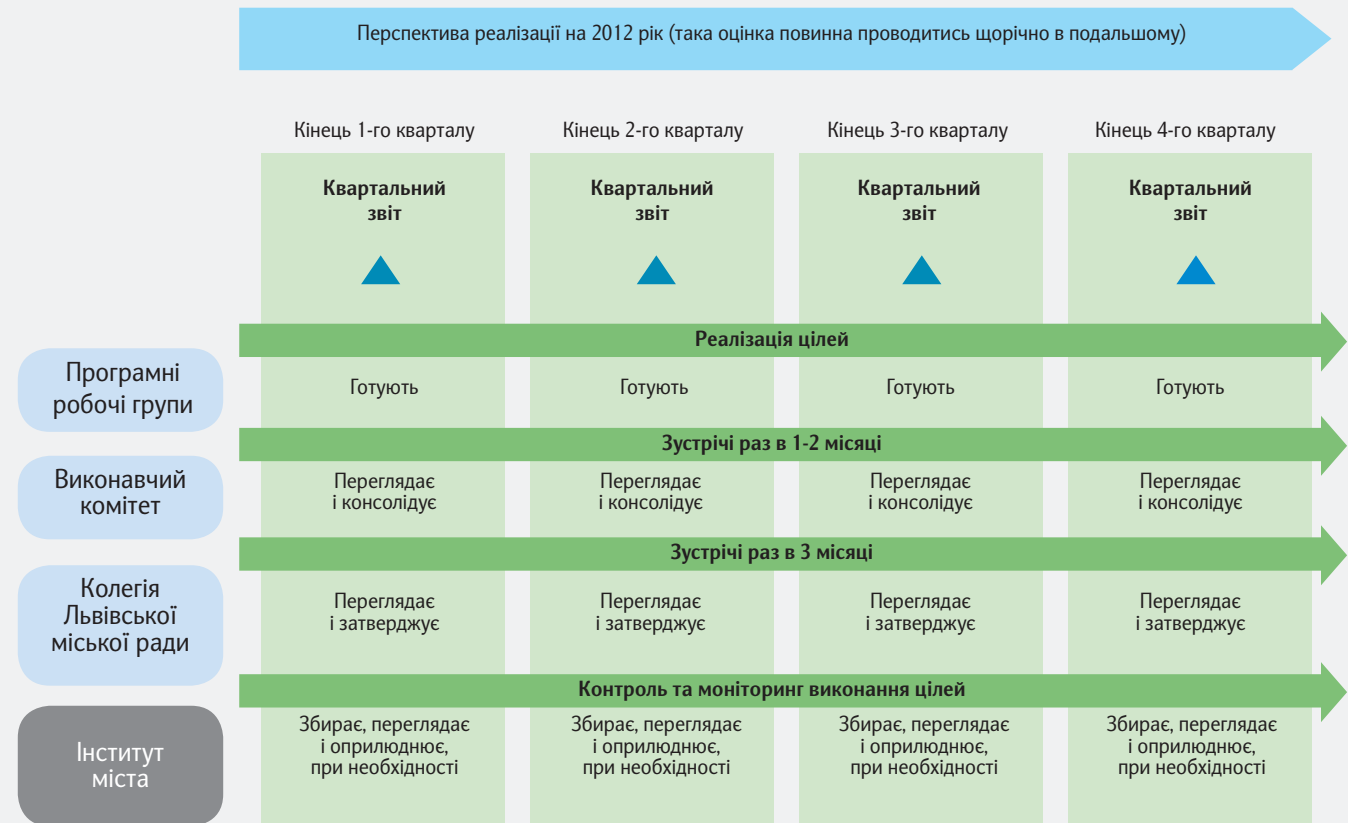 Перспектива реалізації на 2012 рік (така оцінка повинна проводитись щорічно в подальшому)
Кінець 1-го кварталу
Кінець 2-го кварталу
Кінець 3-го кварталу
Кінець 4-го кварталу
Квартальний
звіт
Квартальний
звіт
Квартальний
звіт
Квартальний
звіт
Реалізація цілей
Програмні
робочі групи
Готують
Готують
Готують
Готують
Зустрічі раз в 1-2 місяці
Виконавчий
комітет
Переглядає
і консолідує
Переглядає
і консолідує
Переглядає
і консолідує
Переглядає
і консолідує
Зустрічі раз в 3 місяці
Колегія
Львівської
міської ради
Переглядає
і затверджує
Переглядає
і затверджує
Переглядає
і затверджує
Переглядає
і затверджує
Контроль та моніторинг виконання цілей
Інститут
міста
Збирає, переглядає
і оприлюднює,
при необхідності
Збирає, переглядає
і оприлюднює,
при необхідності
Збирає, переглядає
і оприлюднює,
при необхідності
Збирає, переглядає
і оприлюднює,
при необхідності